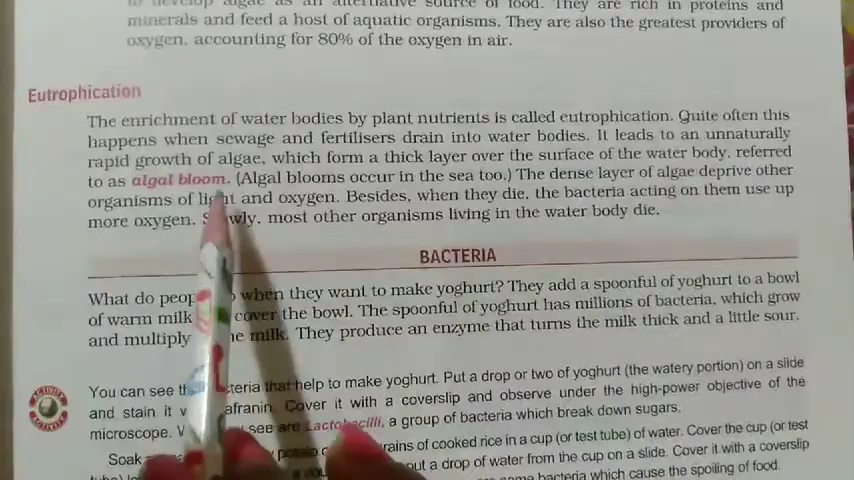 to develop algae as an alternative source of food. They are rich in proteins and
minerals and feed a host of aquatic organisms. They are also the greatest providers of
oxygen, accounting for 80% of the oxygen in air.
Eutrophication
The enrichment of water bodies by plant nutrients is called eutrophication. Quite often this
happens when sewage and fertilisers drain into water bodies. It leads to an unnaturally
rapid growth of algae, which form a thick layer over the surface of the water body, referred
to as algal bloom. (Algal blooms occur in the sea too.) The dense layer of algae deprive other
organisms of light and oxygen. Besides, when they die, the bacteria acting on them use up
more oxygen. Slowly, most other organisms living in the water body die.
BACTERIA
What do when they want to make yoghurt? They add a spoonful of yoghurt to a bowl
of warm milk cover the bowl. The spoonful of yoghurt has millions of bacteria, which grow
and multiply milk. They produce an enzyme that turns the milk thick and a little sour.
ACTIVITY
ACTIVITY
You can see bacteria that help to make yoghurt. Put a drop or two of yoghurt (the watery portion) on a slide
and stain it safranin. Cover it with a coverslip and observe under the high-power objective of the
microscope. see are Lactobacilli, a group of bacteria which break down sugars.
Soak potato grains of cooked rice in a cup (or test tube) of water. Cover the cup (or test
put a drop of water from the cup on a slide. Cover it with a coverslip
some bacteria which cause the spoiling of food.